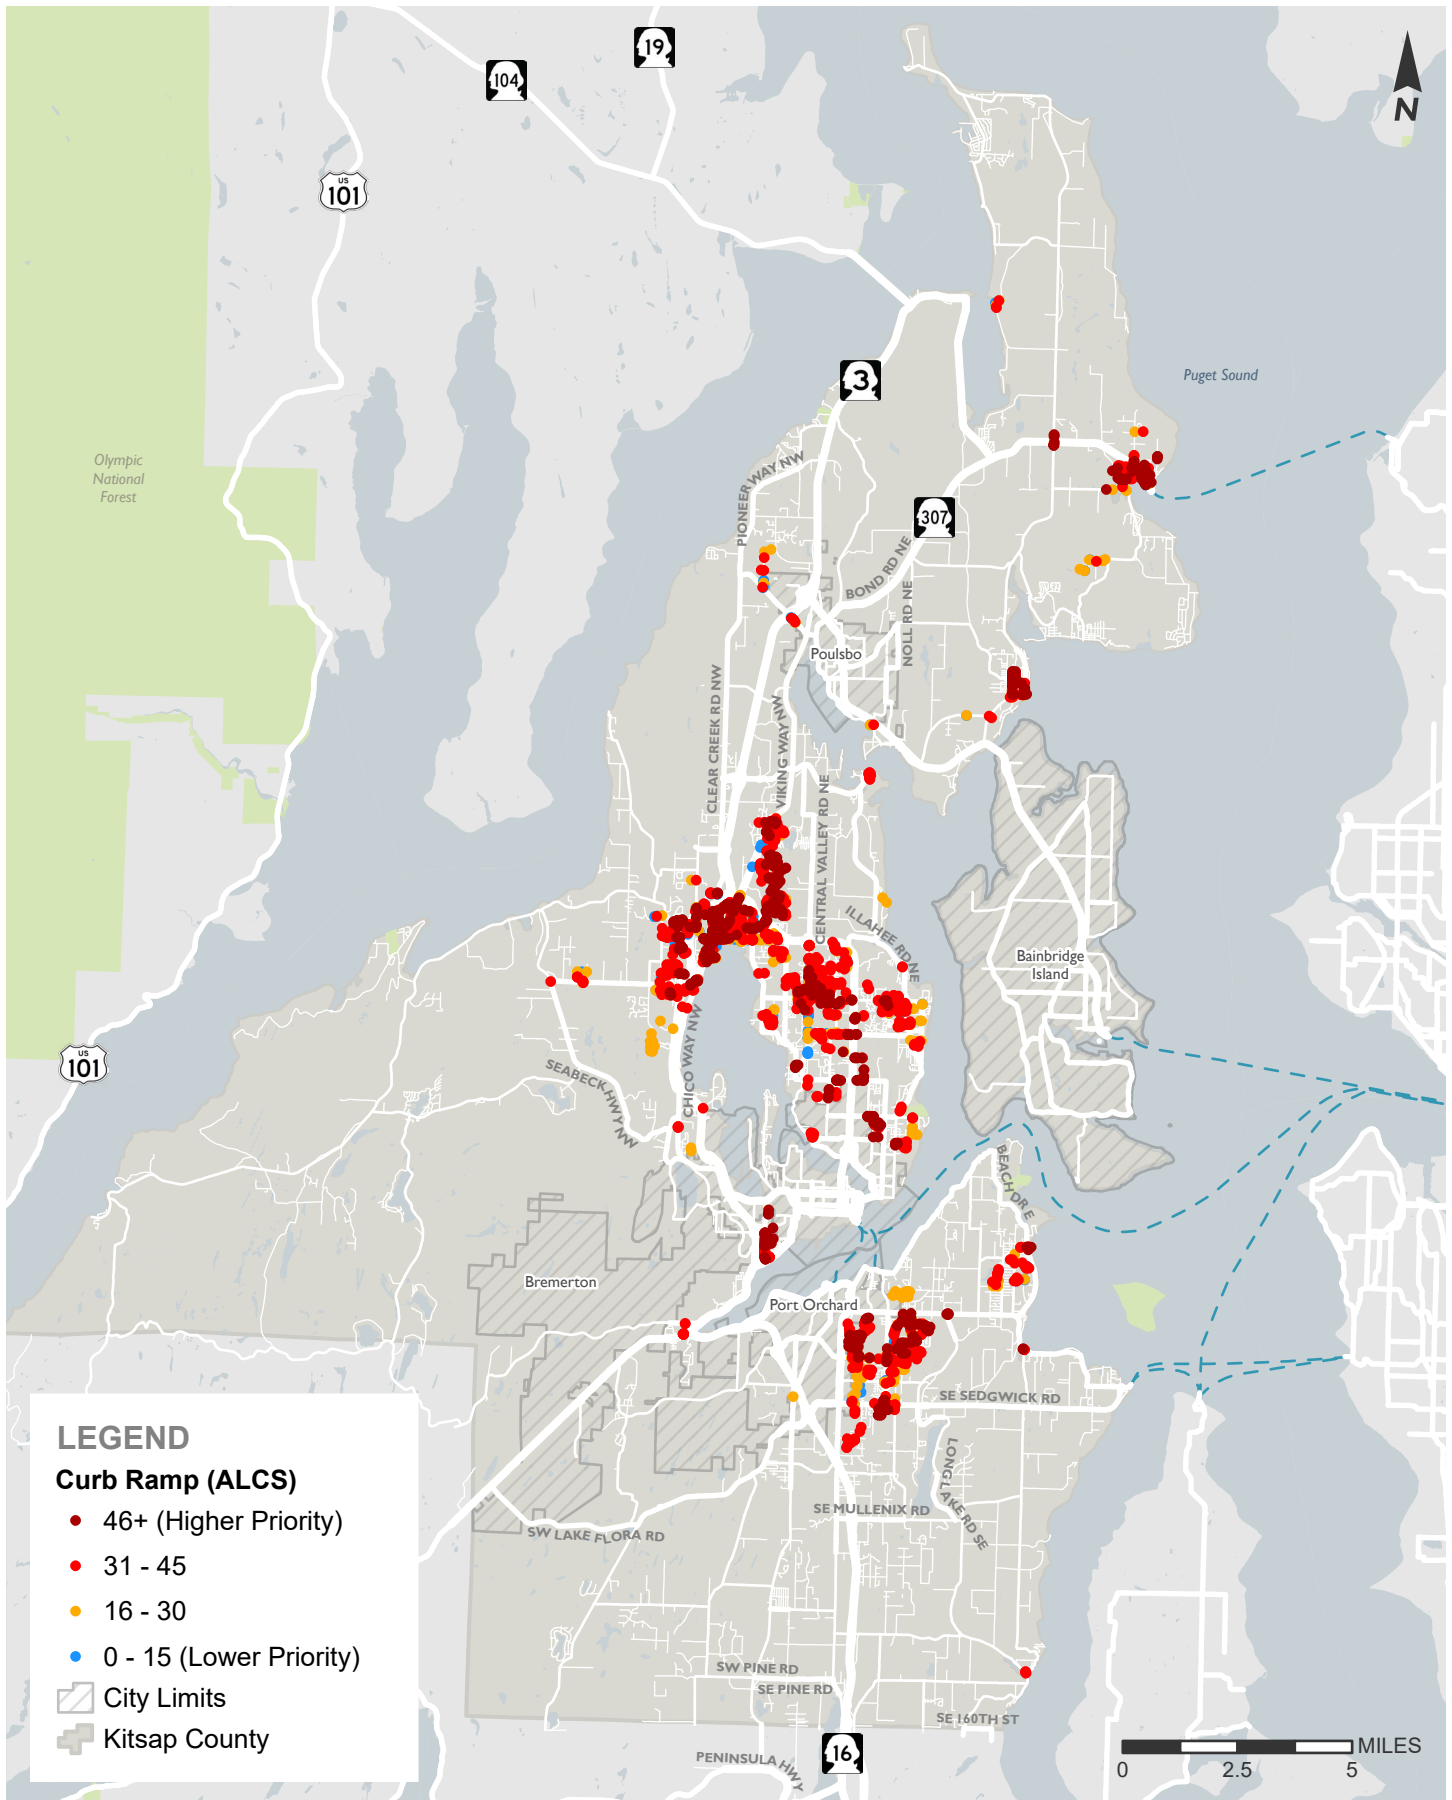 19
104
N
US
101
Puget Sound
3
Olympic
National
Forest
PIONEER WAY NW
307
BOND RD NE
NOLL RD NE
Poulsbo
CLEAR CREEK RD NW
VIKING WAY NW
CENTRAL VALLEY RD NE
ILLAHEE RD NE
Bainbridge
Island
US
101
CHICO WAY NW
SEABECK HWY NW
BEACH DR E
Bremerton
Port Orchard
SE SEDGWICK RD
LONG LAKE RD SE
SE MULLENIX RD
SW LAKE FLORA RD
SW PINE RD
SE PINE RD
SE 160TH ST
16
PENINSULA HWY
LEGEND
Curb Ramp (ALCS)
46+ (Higher Priority)
31 - 45
16 - 30
0 - 15 (Lower Priority)
City Limits
Kitsap County
MILES
0 2.5 5